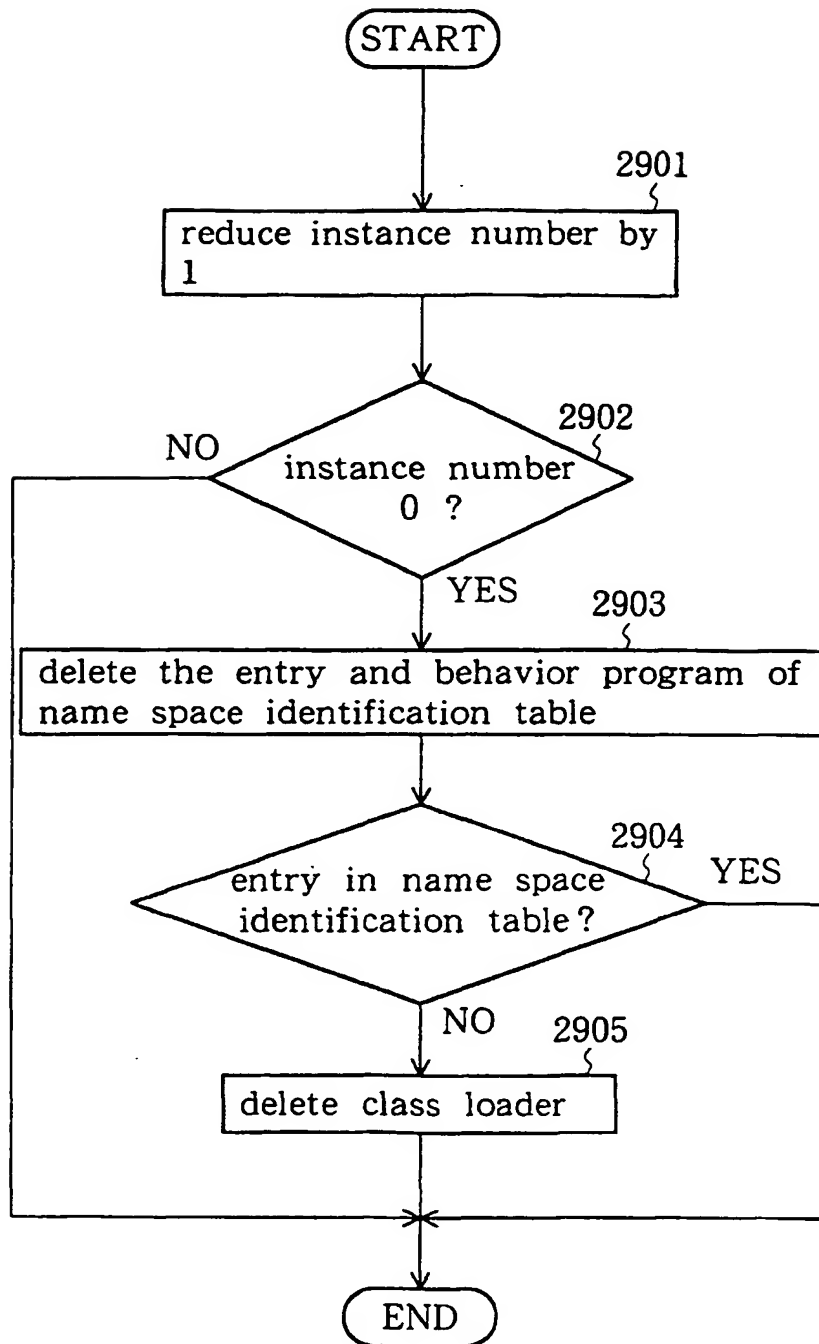 START
2901
reduce instance number by
1
2902
NO
instance number
0 ?
YES
2903
delete the entry and behavior program of
name space identification table
2904
YES
entry in name space
identification table?
NO
2905
delete class loader
END